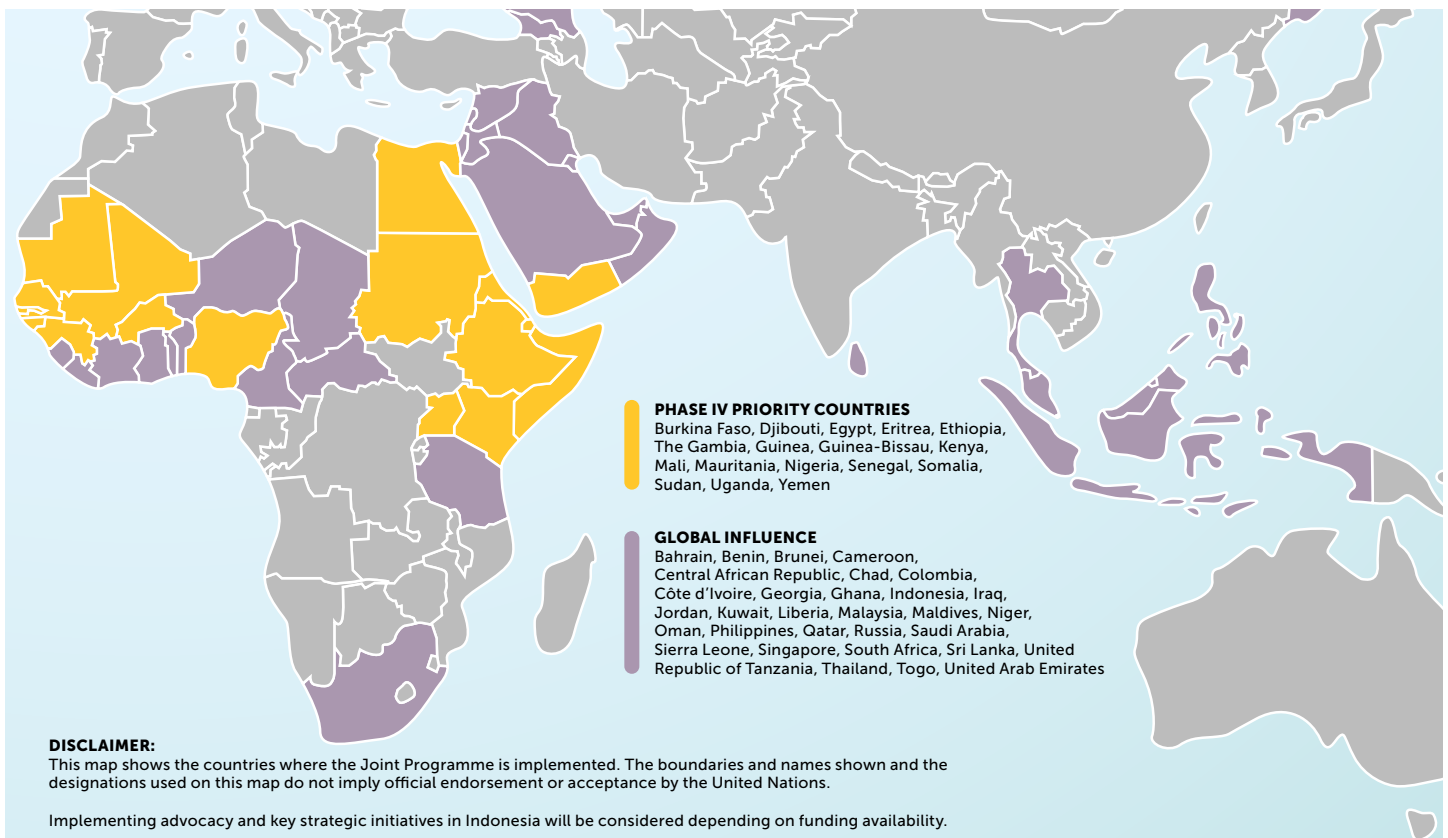 PHASE IV PRIORITY COUNTRIES
Burkina Faso, Djibouti, Egypt, Eritrea, Ethiopia,
The Gambia, Guinea, Guinea-Bissau, Kenya,
Mali, Mauritania, Nigeria, Senegal, Somalia,
Sudan, Uganda, Yemen
GLOBAL INFLUENCE
Bahrain, Benin, Brunei, Cameroon,
Central African Republic, Chad, Colombia,
Côte d’Ivoire, Georgia, Ghana, Indonesia, Iraq,
Jordan, Kuwait, Liberia, Malaysia, Maldives, Niger,
Oman, Philippines, Qatar, Russia, Saudi Arabia,
Sierra Leone, Singapore, South Africa, Sri Lanka, United
Republic of Tanzania, Thailand, Togo, United Arab Emirates
DISCLAIMER:
This map shows the countries where the Joint Programme is implemented. The boundaries and names shown and the
designations used on this map do not imply official endorsement or acceptance by the United Nations.
Implementing advocacy and key strategic initiatives in Indonesia will be considered depending on funding availability.